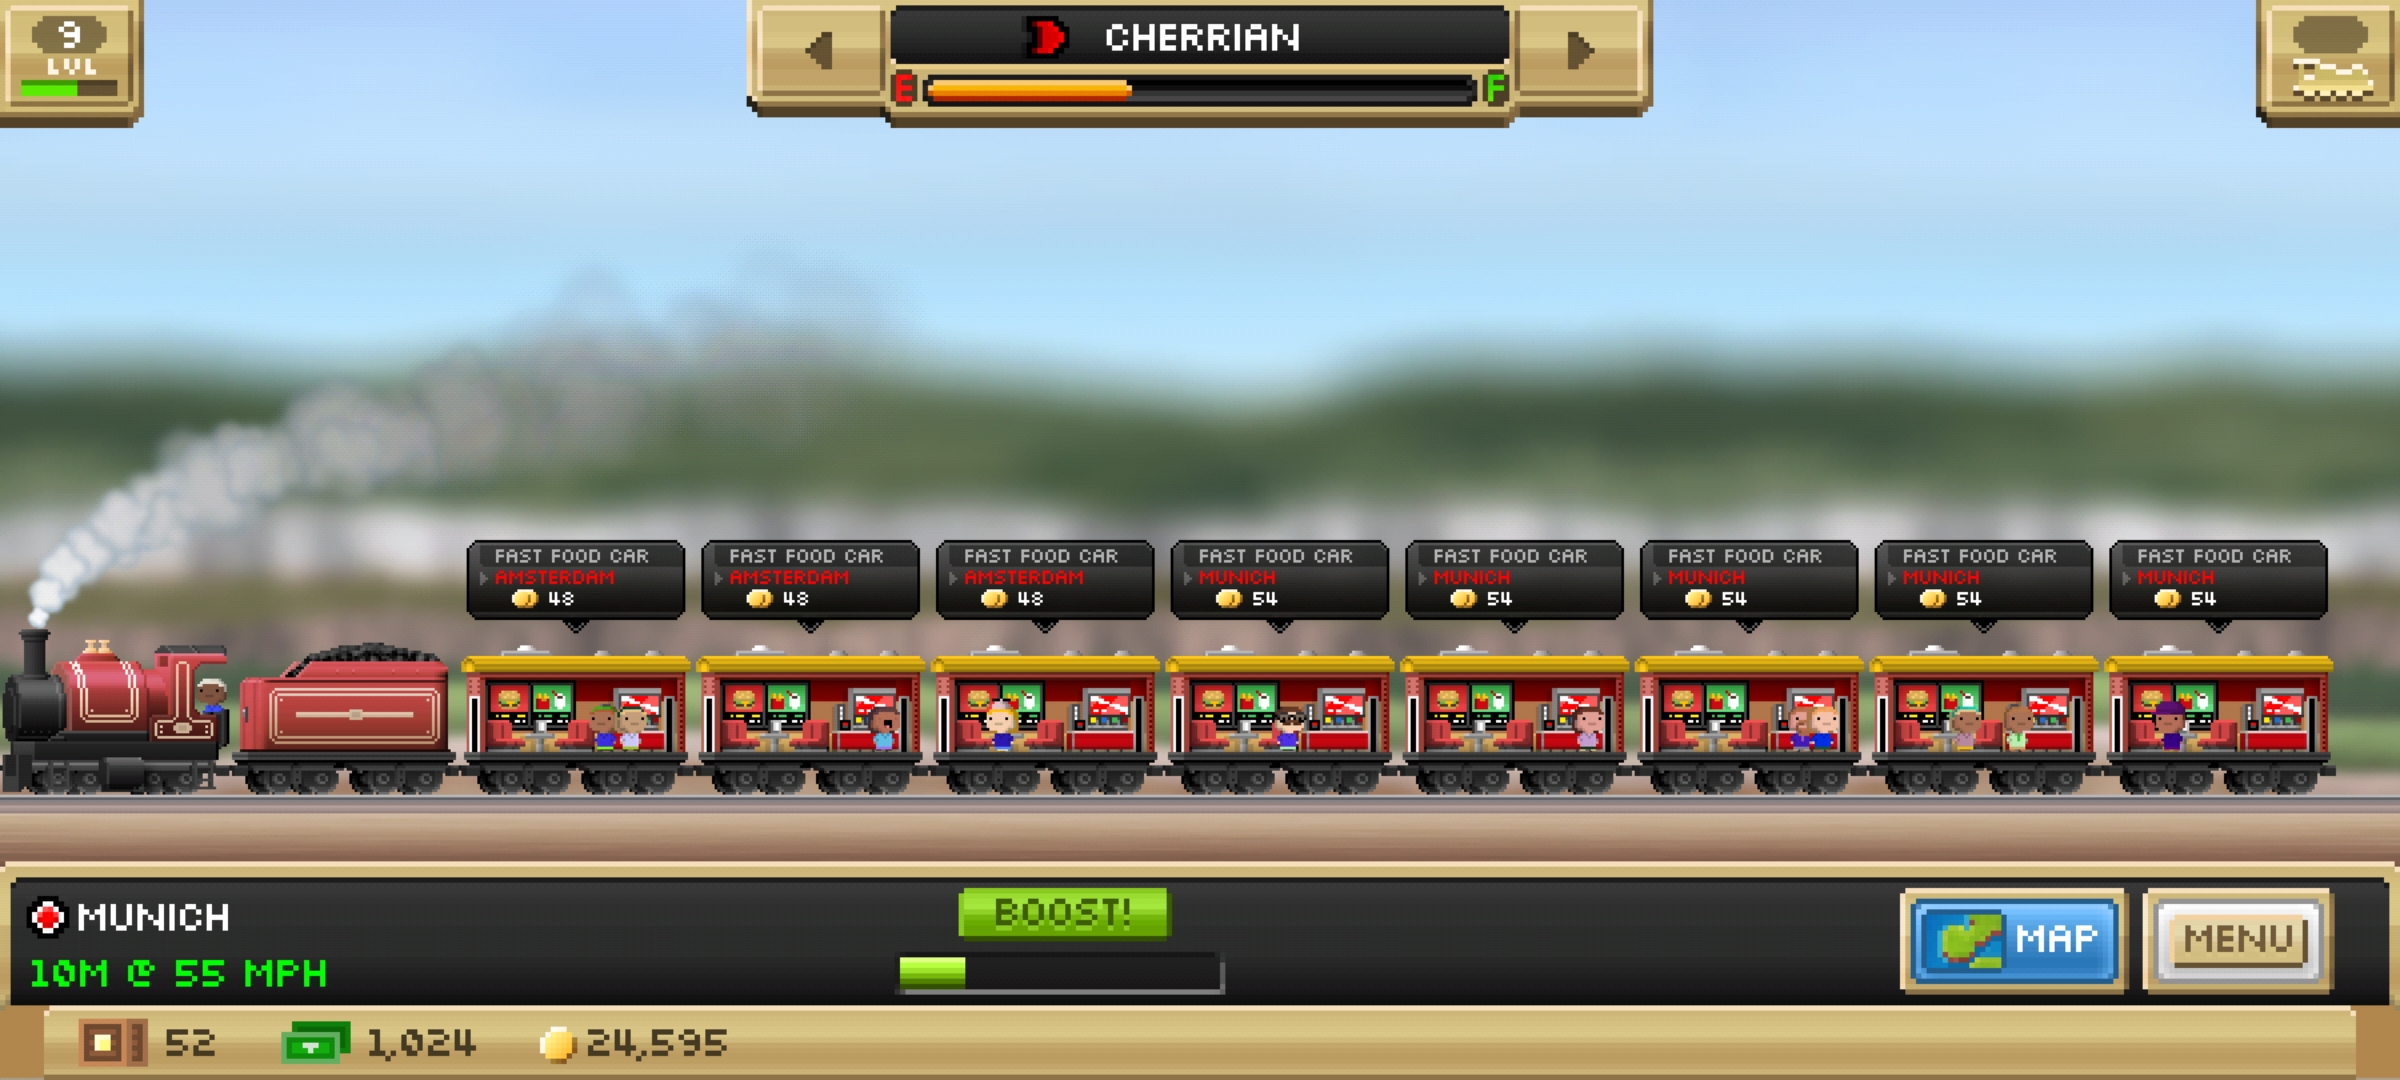 9
LVL
CHERRIAN
E F
FAST FOOD CAR
AMSTERDAM
48
FAST FOOD CAR
AMSTERDAM
48
FAST FOOD CAR
AMSTERDAM
48
FAST FOOD CAR
MUNICH
54
FAST FOOD CAR
MUNICH
54
FAST FOOD CAR
MUNICH
54
FAST FOOD CAR
MUNICH
54
FAST FOOD CAR
MUNICH
54
MUNICH
10M @ 55 MPH
BOOST!
MAP
MENU
52
1,024
24,595